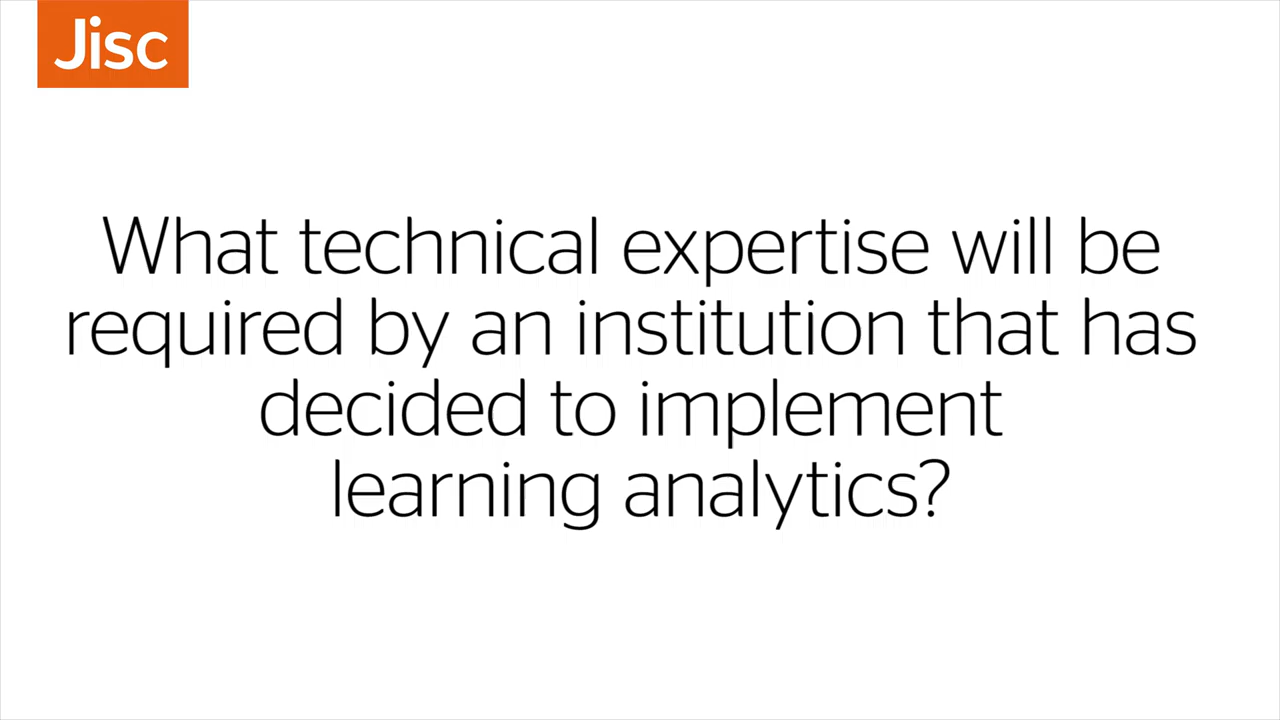 Jisc
What technical expertise will be
required by an institution that has
decided to implement
learning analytics?